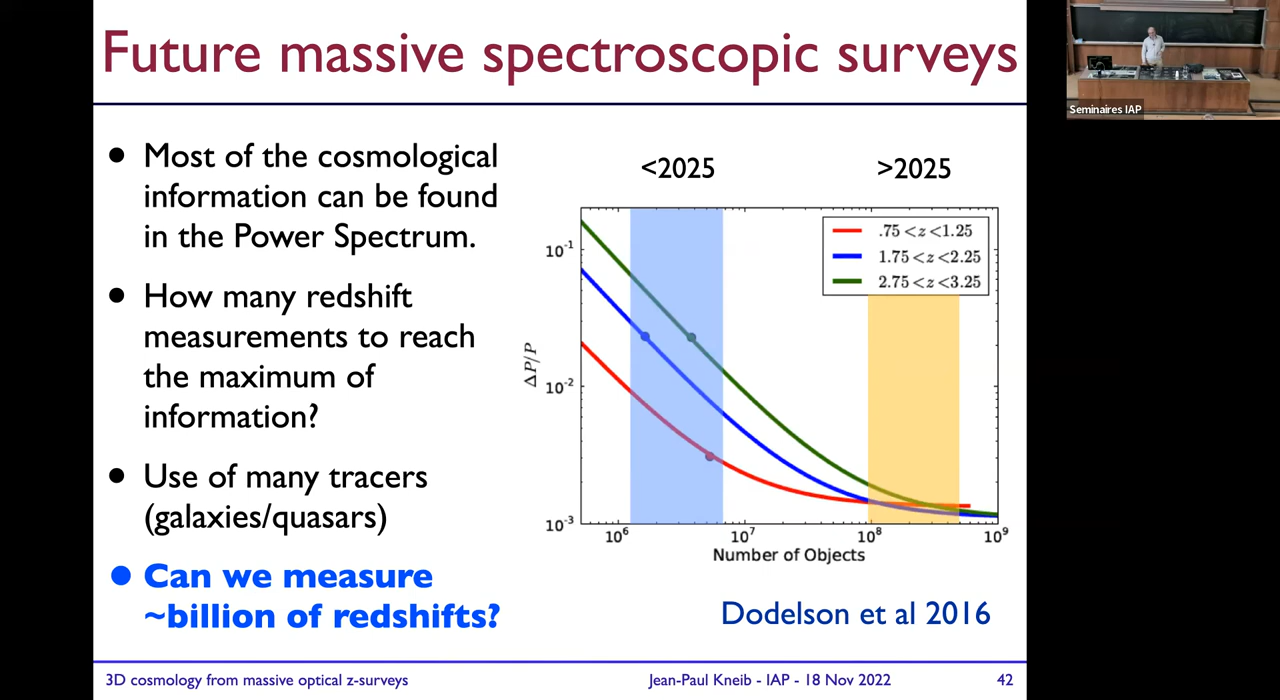 Future massive spectroscopic surveys
Seminaires IAP
• Most of the cosmological
information can be found
in the Power Spectrum.
• How many redshift
measurements to reach
the maximum of
information?
• Use of many tracers
(galaxies/quasars)
• Can we measure
~billion of redshifts?
<2025
>2025
.75<z<1.25
1.75<z<2.25
2.75<z<3.25
10⁻¹
10⁻²
10⁻³
ΔP/P
10⁶ 10⁷ 10⁸ 10⁹
Number of Objects
Dodelson et al 2016
3D cosmology from massive optical z-surveys
Jean-Paul Kneib - IAP - 18 Nov 2022
42